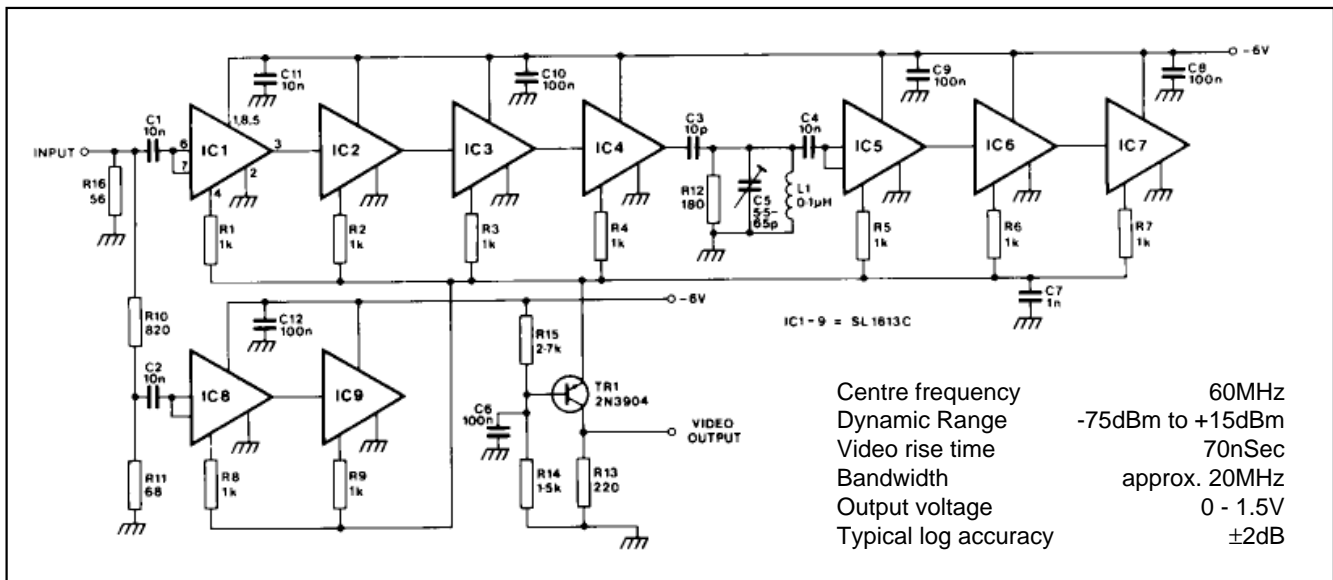 -6V
C11
10n
C10
100n
C9
100n
C8
100n
C1
10n
1,8,5
INPUT
6
7
IC1
3
2
4
IC2
IC3
IC4
C3
10p
C4
10n
IC5
IC6
IC7
R16
56
R12
180
C5
55-
65p
L1
0·1µH
R1
1k
R2
1k
R3
1k
R4
1k
R5
1k
R6
1k
R7
1k
C7
1n
-6V
IC1-9 = SL1613C
R10
820
C12
100n
R15
2·7k
C2
10n
IC8
IC9
TR1
2N3904
C6
100n
VIDEO
OUTPUT
R11
68
R8
1k
R9
1k
R14
1·5k
R13
220
Centre frequency 60MHz
Dynamic Range -75dBm to +15dBm
Video rise time 70nSec
Bandwidth approx. 20MHz
Output voltage 0 - 1.5V
Typical log accuracy ±2dB